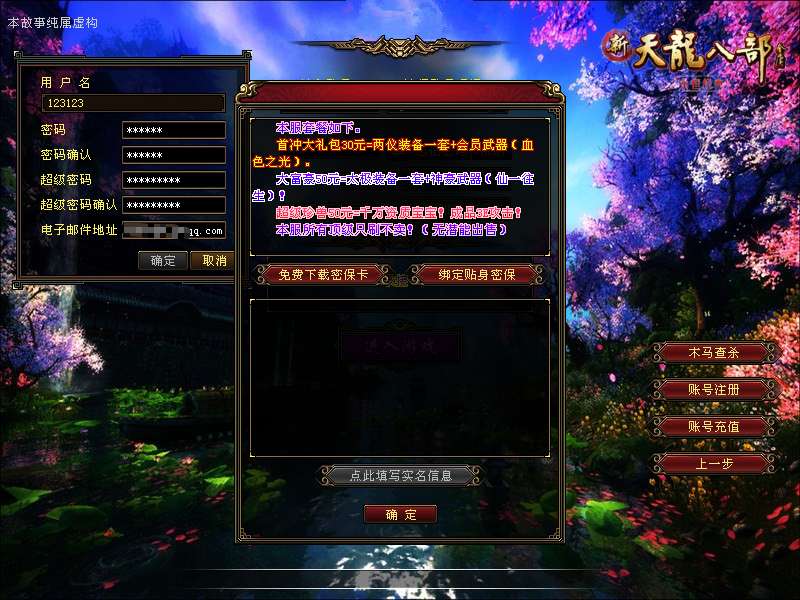 本故事纯属虚构
新天龍八部
用 户 名
123123
密码
******
密码确认
******
超级密码
*********
超级密码确认
*********
电子邮件地址
qq.com
确定
取消
本服套餐如下。
首冲大礼包30元=两仪装备一套+会员武器（血
色之光）。
大富豪50元=太极装备一套+神豪武器（仙一往
生）！
超级珍兽50元=千万资质宝宝！成品3E攻击！
本服所有顶级只刷不卖！（无潜能出售）
免费下载密保卡
绑定贴身密保
进入游戏
点此填写实名信息
确 定
木马查杀
账号注册
账号充值
上一步